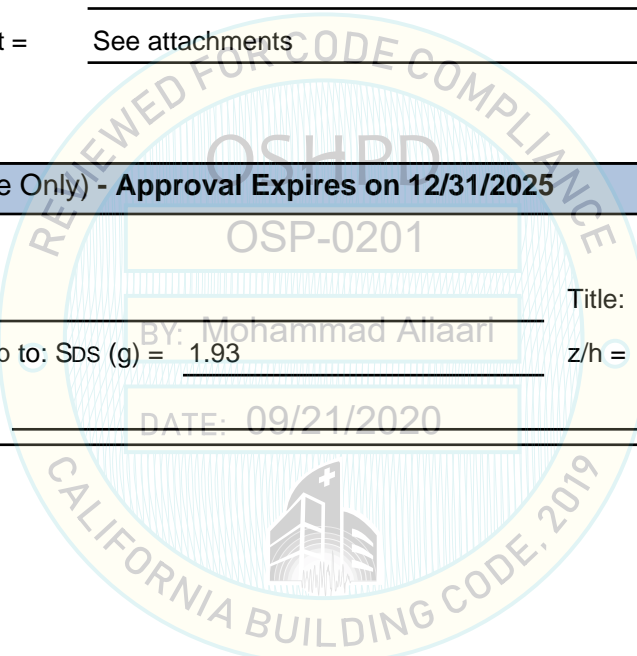 t = See attachments
REVIEWED FOR CODE COMPLIANCE
OSHPD
e Only) - Approval Expires on 12/31/2025
OSP-0201
Title:
BY: Mohammad Aliaari
o to: SDS (g) = 1.93 z/h =
DATE: 09/21/2020
CALIFORNIA BUILDING CODE, 2019